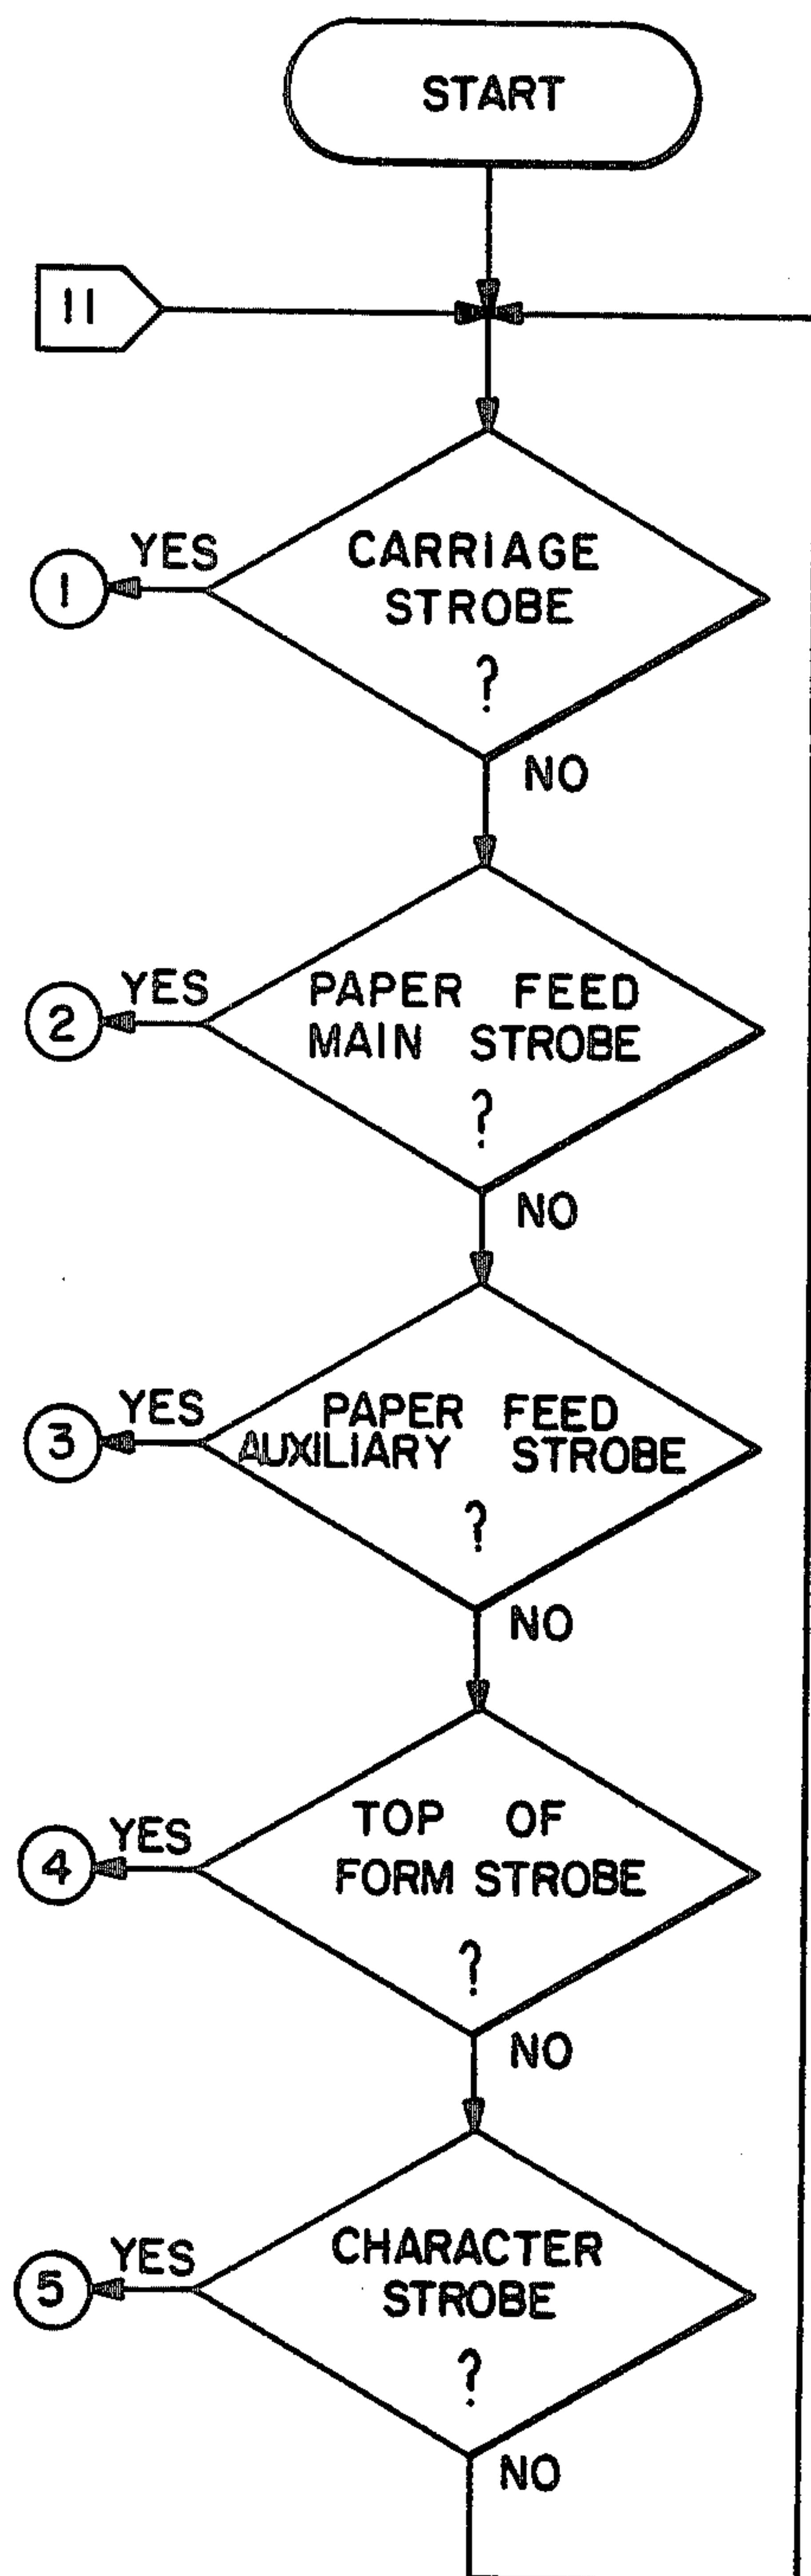 START
11
CARRIAGE
STROBE
?
YES
1
NO
PAPER FEED
MAIN STROBE
?
YES
2
NO
PAPER FEED
AUXILIARY STROBE
?
YES
3
NO
TOP OF
FORM STROBE
?
YES
4
NO
CHARACTER
STROBE
?
YES
5
NO